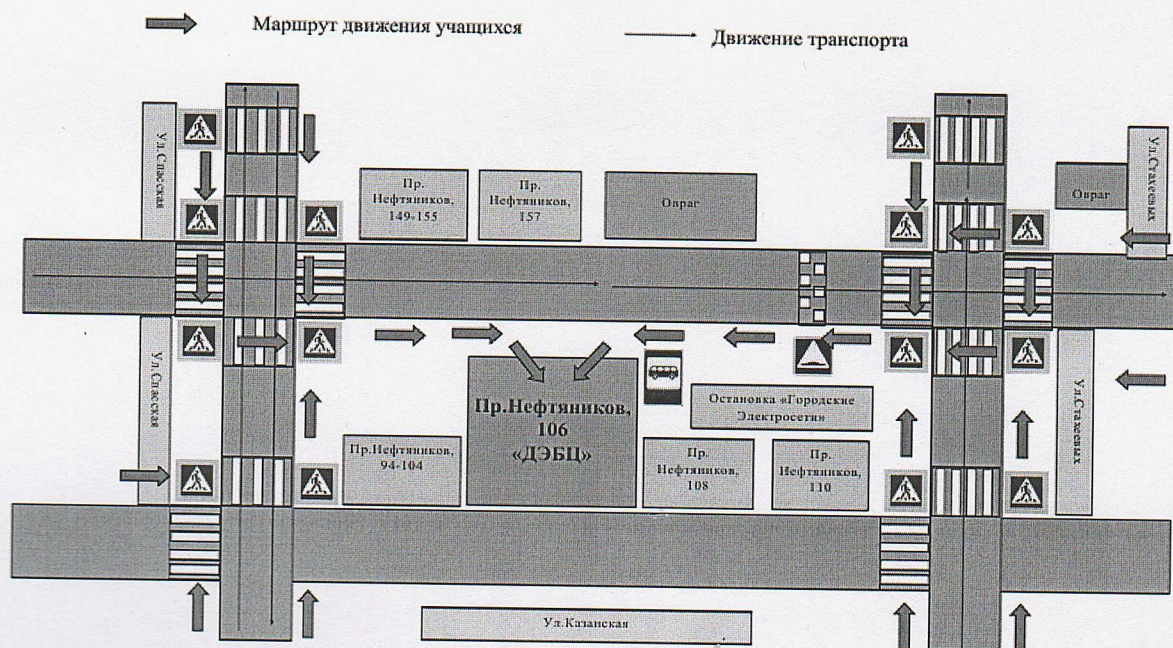 Маршрут движения учащихся
Движение транспорта
Ул.Спасская
Пр.
Нефтяников,
149-155
Пр.
Нефтяников,
157
Овраг
Овраг
Ул.Стахеевых
Ул.Спасская
Пр.Нефтяников,
106
«ДЭБЦ»
Остановка «Городские
Электросети»
Ул.Стахеевых
Пр.Нефтяников,
94-104
Пр.
Нефтяников,
108
Пр.
Нефтяников,
110
Ул.Казанская